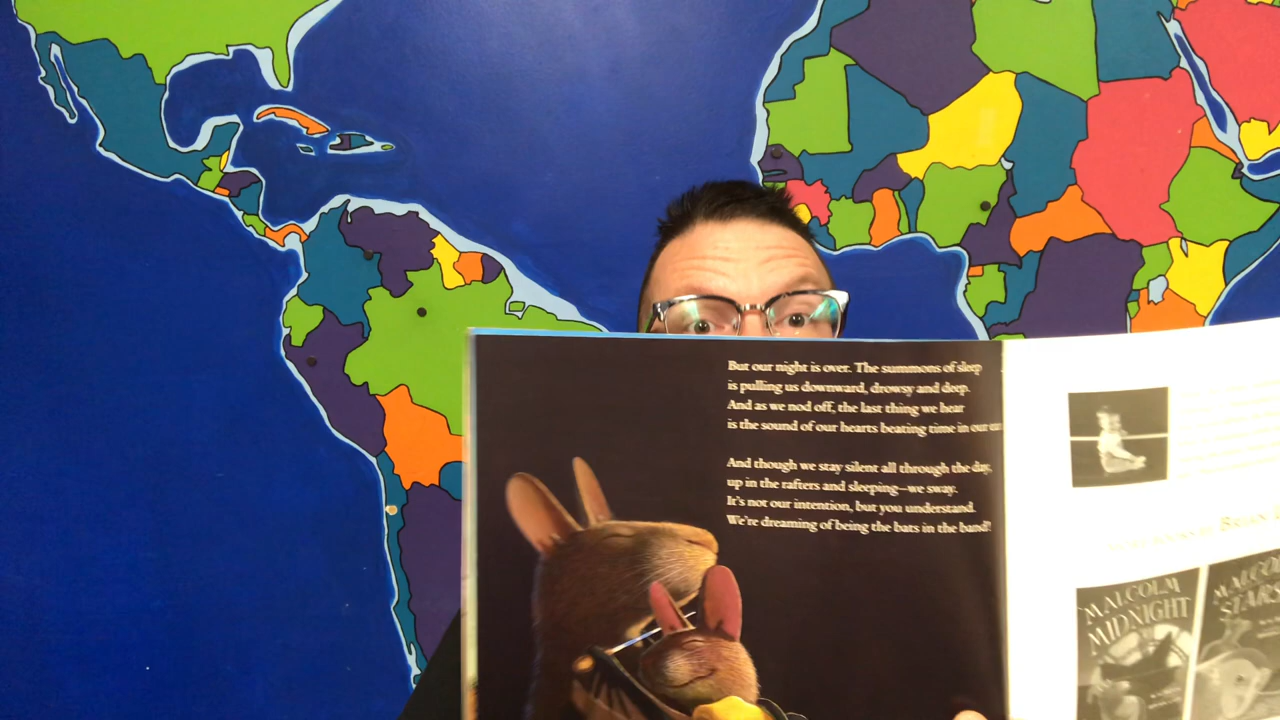 But our night is over. The summons of sleep
is pulling us downward, drowsy and deep.
And as we nod off, the last thing we hear
is the sound of our hearts beating time in our
And though we stay silent all through the day,
up in the rafters and sleeping—we sway.
It's not our intention, but you understand.
We're dreaming of being the bats in the band!
MALCOLM
MIDNIGHT
MALCOLM